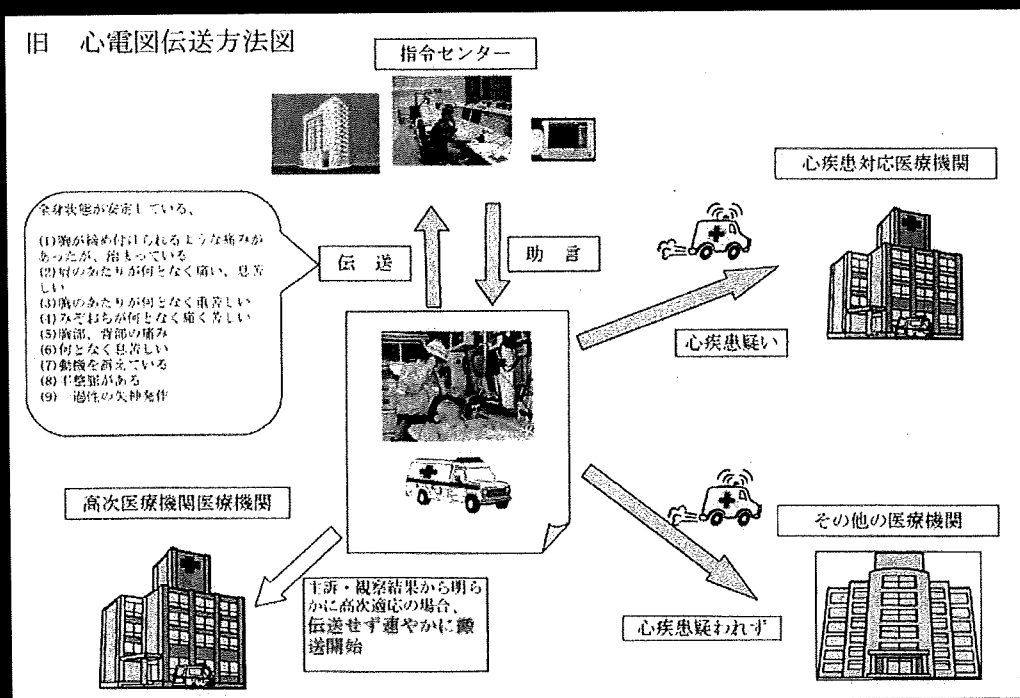 旧 心電図伝送方法図
指令センター
心疾患対応医療機関
全身状態が安定している、
(1)胸が締め付けられるような痛みが
あったが、治まっている
(2)肩のあたりが何となく痛い、息苦
しい
(3)胸のあたりが何となく重苦しい
(4)みぞおちが何となく痛く苦しい
(5)胸部、背部の痛み
(6)何となく息苦しい
(7)動機を訴えている
(8)不整脈がある
(9)一過性の失神発作
伝 送
助 言
心疾患疑い
高次医療機関医療機関
その他の医療機関
主訴・観察結果から明ら
かに高次適応の場合、
伝送せず速やかに搬
送開始
心疾患疑われず